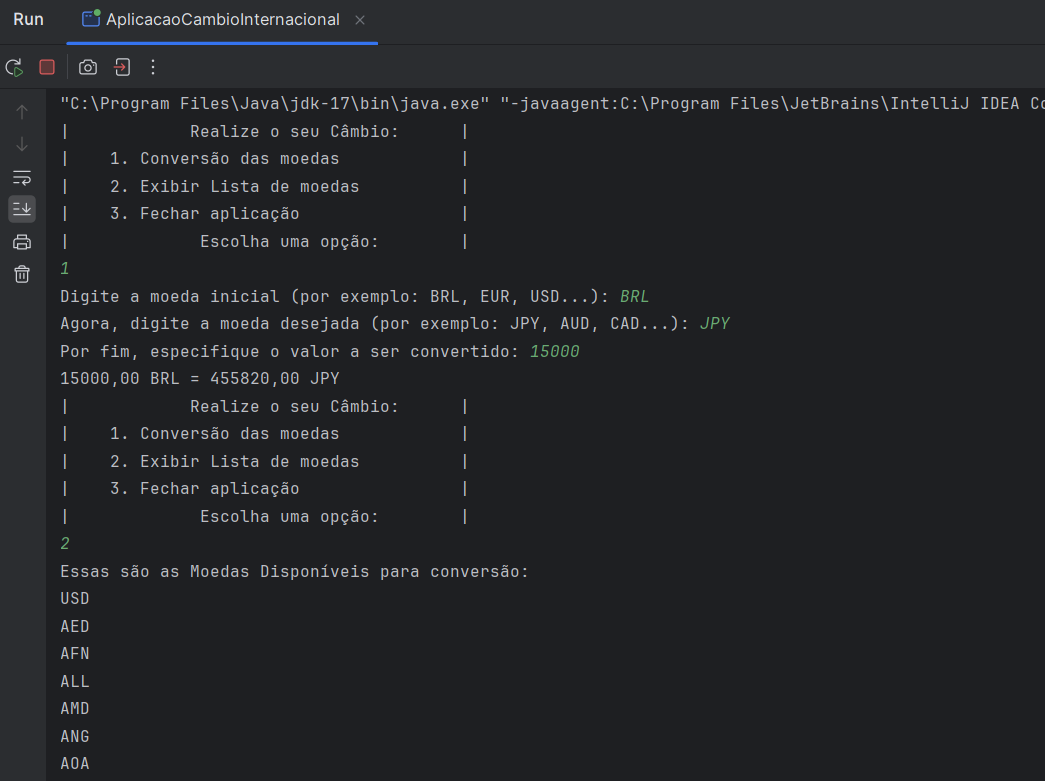 Run AplicacaoCambioInternacional
"C:\Program Files\Java\jdk-17\bin\java.exe" "-javaagent:C:\Program Files\JetBrains\IntelliJ IDEA Co
|            Realize o seu Câmbio:      |
|    1. Conversão das moedas            |
|    2. Exibir Lista de moedas          |
|    3. Fechar aplicação                |
|             Escolha uma opção:        |
1
Digite a moeda inicial (por exemplo: BRL, EUR, USD...): BRL
Agora, digite a moeda desejada (por exemplo: JPY, AUD, CAD...): JPY
Por fim, especifique o valor a ser convertido: 15000
15000,00 BRL = 455820,00 JPY
|            Realize o seu Câmbio:      |
|    1. Conversão das moedas            |
|    2. Exibir Lista de moedas          |
|    3. Fechar aplicação                |
|             Escolha uma opção:        |
2
Essas são as Moedas Disponíveis para conversão:
USD
AED
AFN
ALL
AMD
ANG
AOA